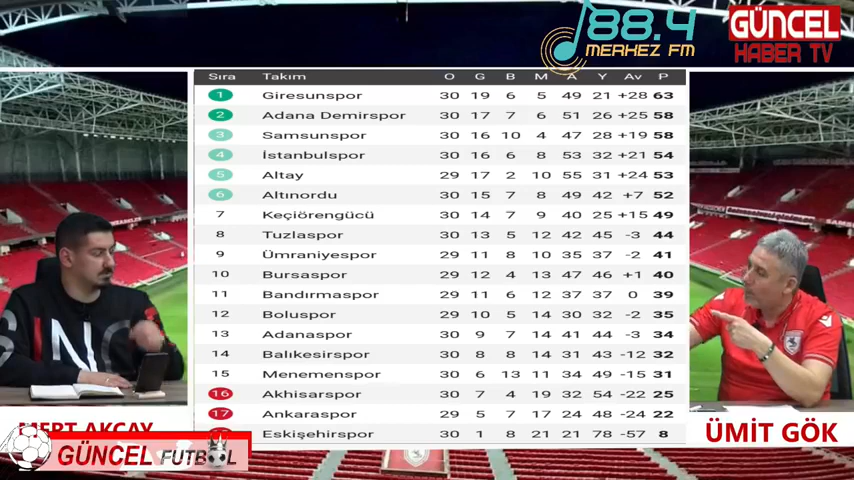 88.4
MERKEZ FM
GÜNCEL
HABER TV
Sıra Takım O G B M A Y Av P
1 Giresunspor 30 19 6 5 49 21 +28 63
2 Adana Demirspor 30 17 7 6 51 26 +25 58
3 Samsunspor 30 16 10 4 47 28 +19 58
4 İstanbulspor 30 16 6 8 53 32 +21 54
5 Altay 29 17 2 10 55 31 +24 53
6 Altınordu 30 15 7 8 49 42 +7 52
7 Keçiörengücü 30 14 7 9 40 25 +15 49
8 Tuzlaspor 30 13 5 12 42 45 -3 44
9 Ümraniyespor 29 11 8 10 35 37 -2 41
10 Bursaspor 29 12 4 13 47 46 +1 40
11 Bandırmaspor 29 11 6 12 37 37 0 39
12 Boluspor 29 10 5 14 30 32 -2 35
13 Adanaspor 30 9 7 14 41 44 -3 34
14 Balıkesirspor 30 8 8 14 31 43 -12 32
15 Menemenspor 30 6 13 11 34 49 -15 31
16 Akhisarspor 30 7 4 19 32 54 -22 25
17 Ankaraspor 29 5 7 17 24 48 -24 22
Eskişehirspor 30 1 8 21 21 78 -57 8
MERT AKÇAY
ÜMİT GÖK
GÜNCEL FUTBOL